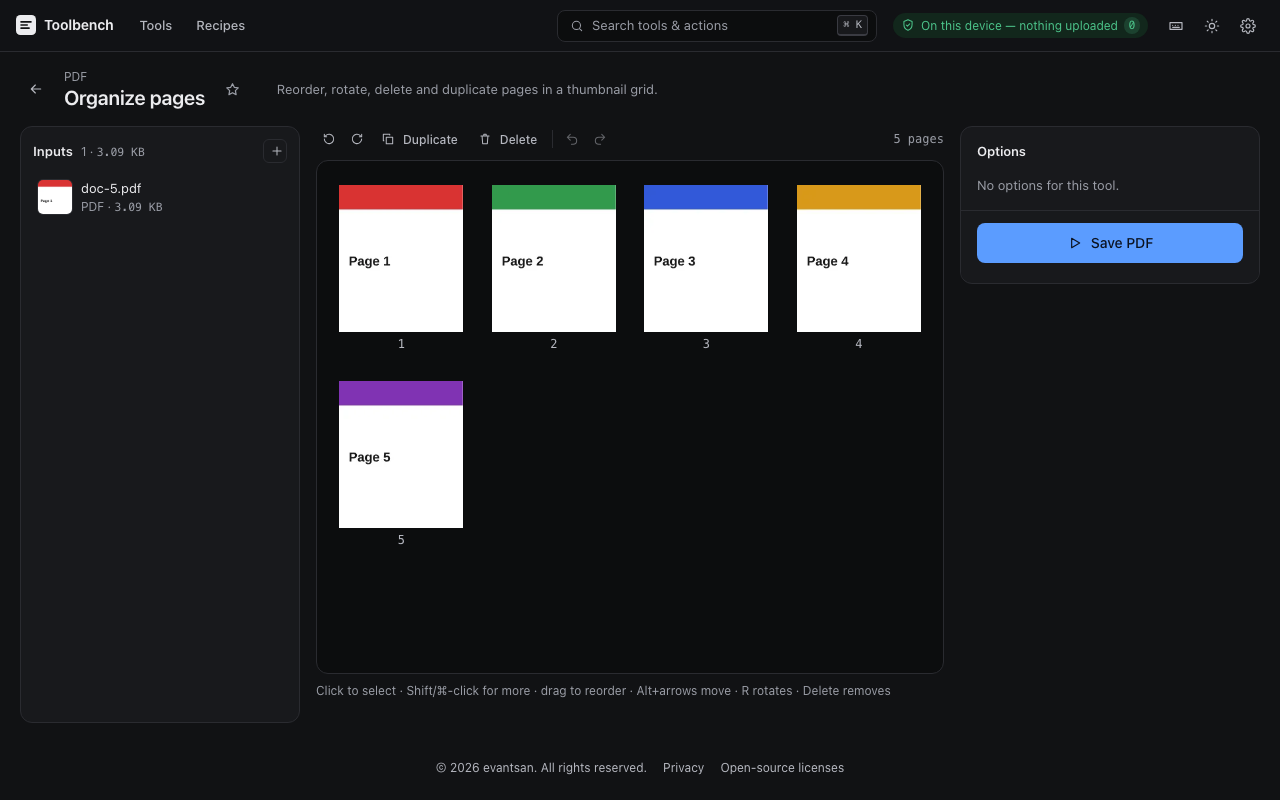 Toolbench
Tools
Recipes
Search tools & actions
⌘ K
On this device — nothing uploaded 0
PDF
Organize pages
Reorder, rotate, delete and duplicate pages in a thumbnail grid.
Inputs 1 · 3.09 KB
Page 1
doc-5.pdf
PDF · 3.09 KB
Duplicate
Delete
5 pages
Page 1
Page 2
Page 3
Page 4
1
2
3
4
Page 5
5
Click to select · Shift/⌘-click for more · drag to reorder · Alt+arrows move · R rotates · Delete removes
Options
No options for this tool.
Save PDF
© 2026 evantsan. All rights reserved.
Privacy
Open-source licenses